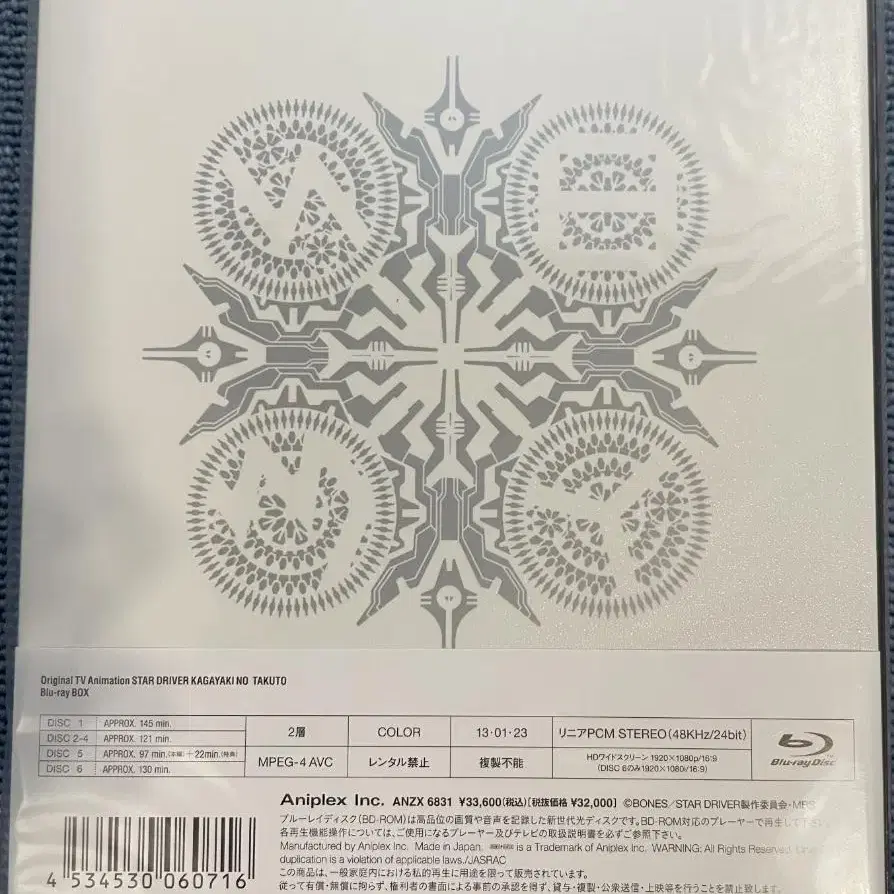 Original TV Animation STAR DRIVER KAGAYAKI NO TAKUTO
Blu-ray BOX
DISC 1 APPROX. 145 min.
DISC 2-4 APPROX. 121 min.
DISC 5 APPROX. 97 min.(本編)+22min.(特典)
DISC 6 APPROX. 130 min.
2層 COLOR 13・01・23 リニアPCM STEREO(48KHz/24bit)
MPEG-4 AVC レンタル禁止 複製不能 HDワイドスクリーン 1920×1080p/16:9
(DISC 6のみ1920×1080i/16:9)
Blu-ray Disc
Aniplex Inc. ANZX 6831 ¥33,600(税込)[税抜価格 ¥32,000] ©BONES/STAR DRIVER製作委員会・MBS
ブルーレイディスク(BD-ROM)は高品位の画質や音声を記録した新世代光ディスクです。BD-ROM対応のプレーヤーで再生して下さい。
各再生機能操作については、ご使用になるプレーヤー及びテレビの取扱説明書を必ずご参照下さい。
Manufactured by Aniplex Inc. Made in Japan. is a Trademark of Aniplex Inc. WARNING: All Rights Reserved.
duplication is a violation of applicable laws./JASRAC
この商品は、一般家庭内における私的再生に用途を限って販売されています。
従って有償・無償に拘らず、権利者の書面による事前の承諾を得ず、貸与・複製・公衆送信・上映等を行うことを禁止致します。
4 534530 060716